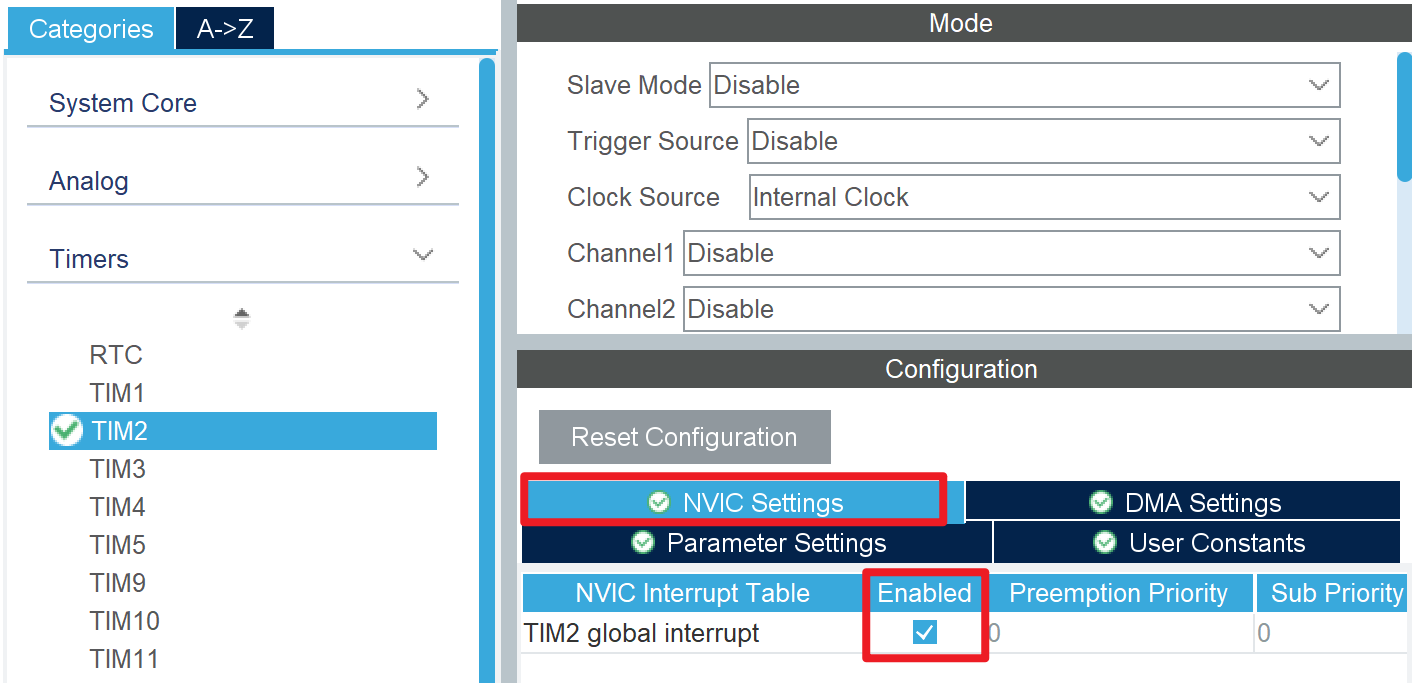 Categories
A->Z
System Core
Analog
Timers
RTC
TIM1
TIM2
TIM3
TIM4
TIM5
TIM9
TIM10
TIM11
Mode
Slave Mode Disable
Trigger Source Disable
Clock Source Internal Clock
Channel1 Disable
Channel2 Disable
Configuration
Reset Configuration
NVIC Settings
DMA Settings
Parameter Settings
User Constants
NVIC Interrupt Table Enabled Preemption Priority Sub Priority
TIM2 global interrupt 0 0